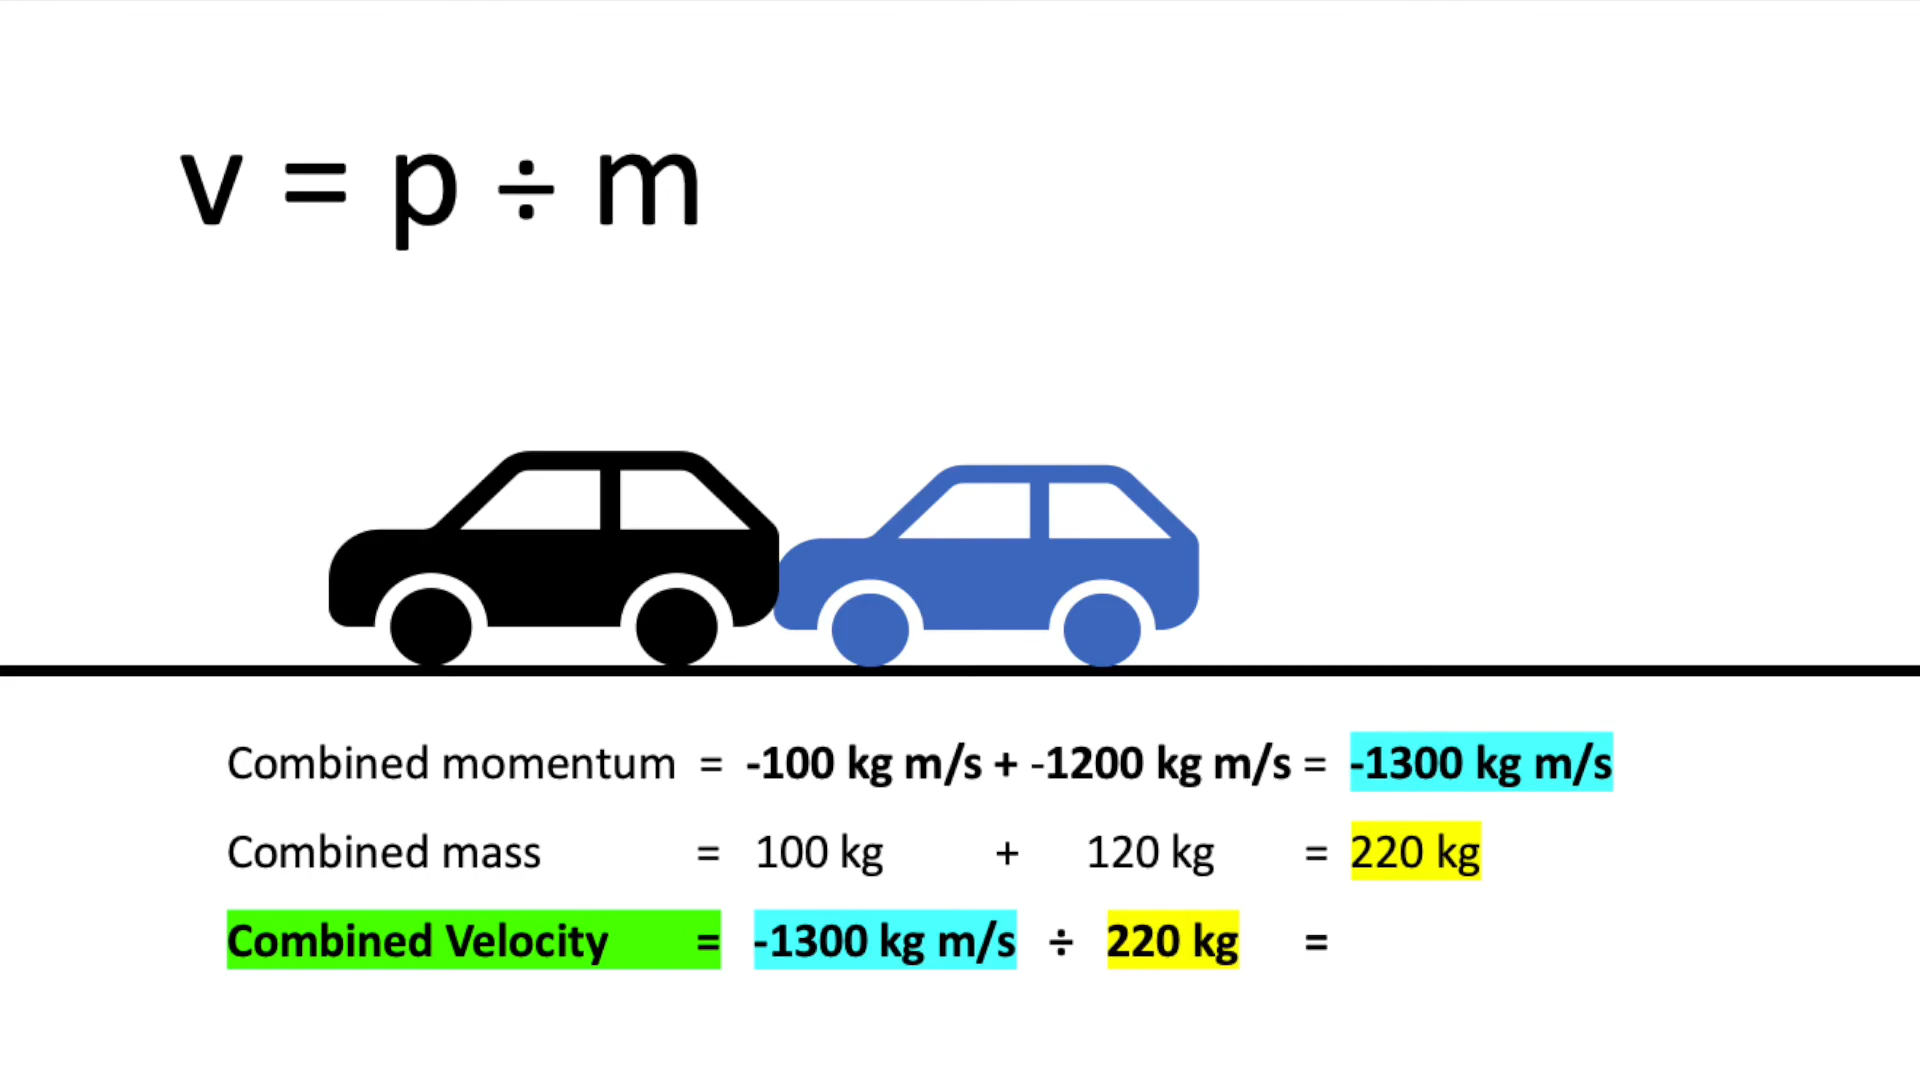 v = p ÷ m
Combined momentum = -100 kg m/s + -1200 kg m/s = -1300 kg m/s
Combined mass = 100 kg + 120 kg = 220 kg
Combined Velocity = -1300 kg m/s ÷ 220 kg =